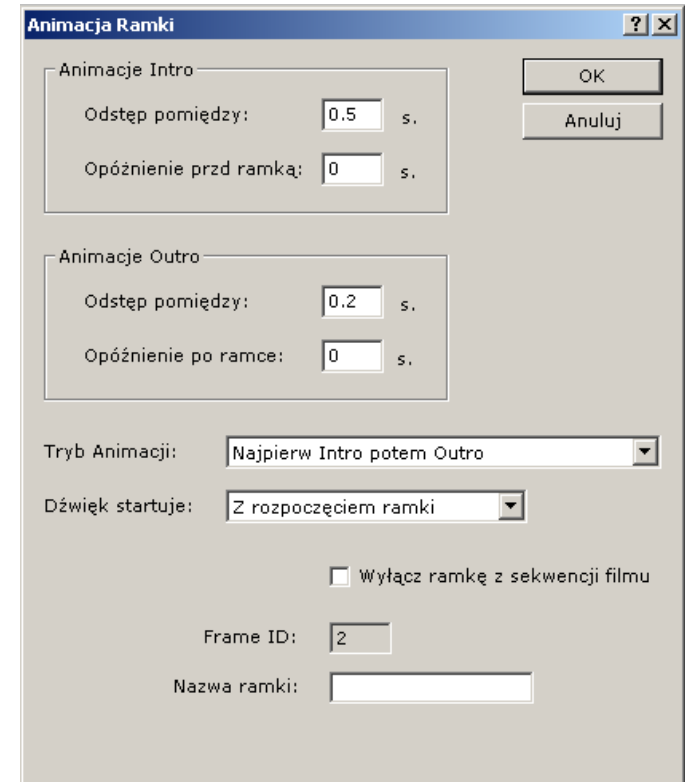 Animacja Ramki
Animacje Intro
OK
Odstęp pomiędzy: 0.5 s.
Anuluj
Opóżnienie przd ramką: 0 s.
Animacje Outro
Odstęp pomiędzy: 0.2 s.
Opóźnienie po ramce: 0 s.
Tryb Animacji: Najpierw Intro potem Outro
Dźwięk startuje: Z rozpoczęciem ramki
Wyłącz ramkę z sekwencji filmu
Frame ID: 2
Nazwa ramki: